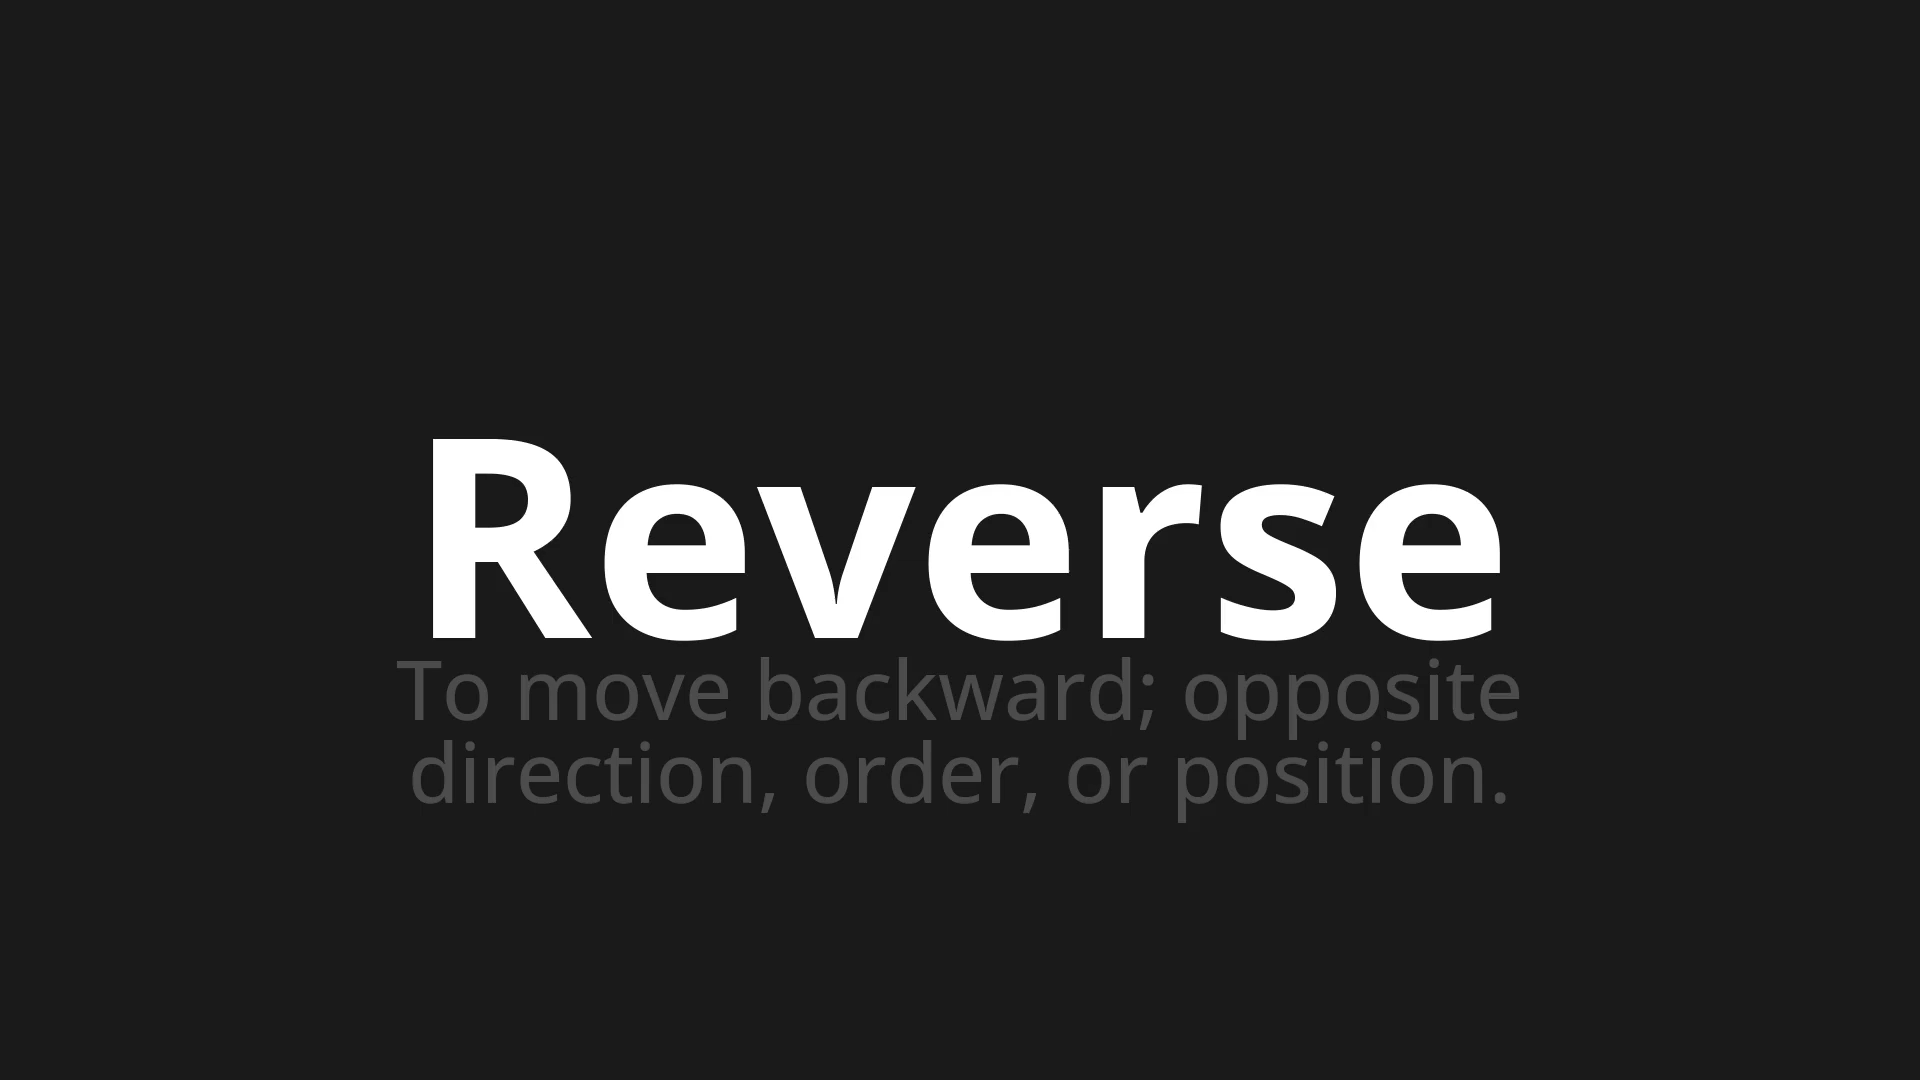 Reverse
To move backward; opposite
direction, order, or position.